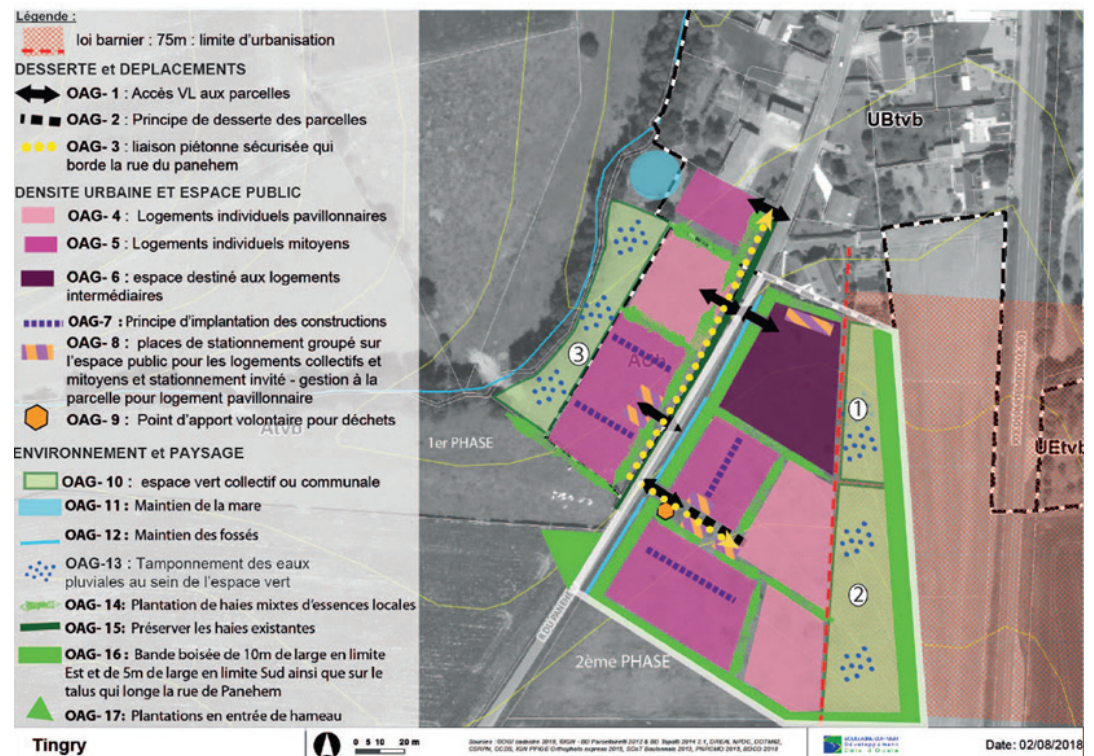 Légende :
loi barnier : 75m : limite d'urbanisation
DESSERTE et DEPLACEMENTS
OAG- 1 : Accès VL aux parcelles
OAG- 2 : Principe de desserte des parcelles
OAG- 3 : liaison piètonne sécurisée qui
borde la rue du panehem
DENSITE URBAINE ET ESPACE PUBLIC
OAG- 4 : Logements individuels pavillonnaires
OAG- 5 : Logements individuels mitoyens
OAG- 6 : espace destiné aux logements
intermédiaires
OAG-7 : Principe d'implantation des constructions
OAG- 8 : places de stationnement groupé sur
l'espace public pour les logements collectifs et
mitoyens et stationnement invité - gestion à la
parcelle pour logement pavillonnaire
OAG- 9 : Point d'apport volontaire pour déchets
ENVIRONNEMENT et PAYSAGE
OAG- 10 : espace vert collectif ou communale
OAG- 11 : Maintien de la mare
OAG- 12 : Maintien des fossés
OAG-13 : Tamponnement des eaux
pluviales au sein de l'espace vert
OAG- 14: Plantation de haies mixtes d'essences locales
OAG- 15: Préserver les haies existantes
OAG- 16 : Bande boisée de 10m de large en limite
Est et de 5m de large en limite Sud ainsi que sur le
talus qui longe la rue de Panehem
OAG- 17: Plantations en entrée de hameau
UBtvb
UEtvb
Atvb
1
2
3
1er PHASE
2ème PHASE
Tingry
0 5 10 20 m
Date: 02/08/2018